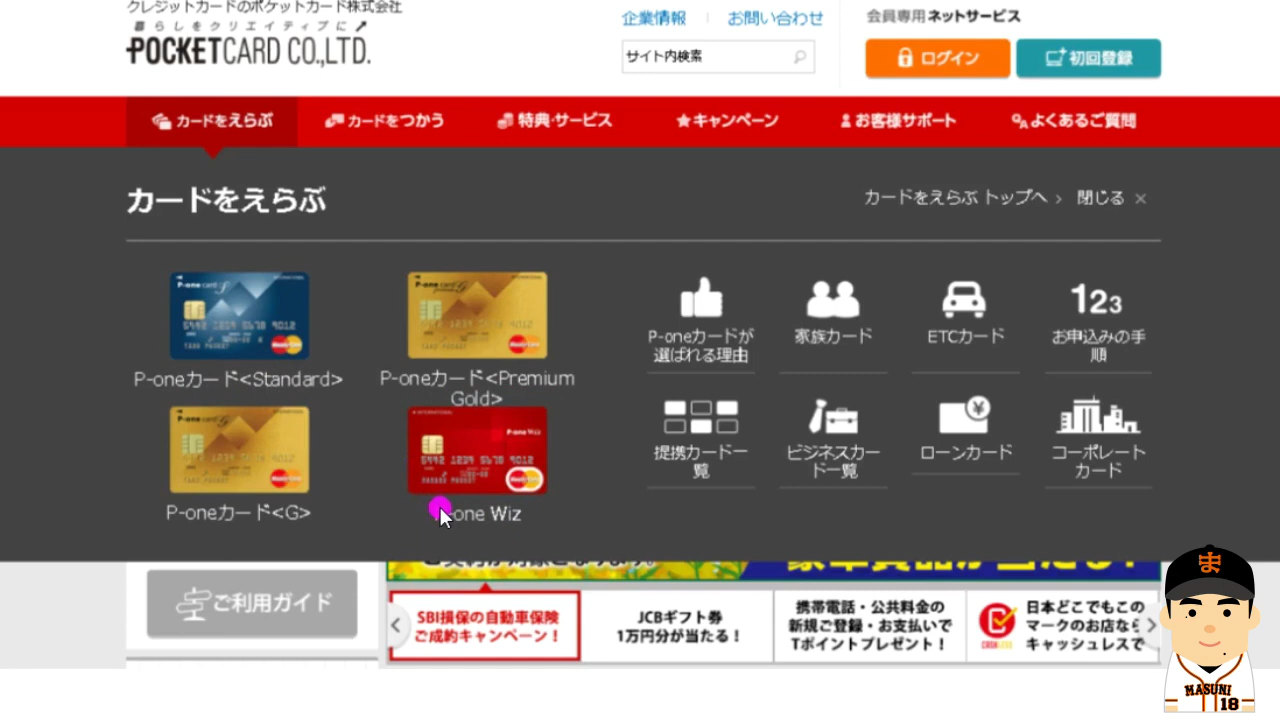 クレジットカードのポケットカード株式会社
暮らしをクリエイティブに
POCKETCARD CO.,LTD.
企業情報
お問い合わせ
会員専用ネットサービス
サイト内検索
ログイン
初回登録
カードをえらぶ
カードをつかう
特典・サービス
キャンペーン
お客様サポート
QA よくあるご質問
カードをえらぶ
カードをえらぶ トップへ
閉じる ×
P-oneカード<Standard>
P-oneカード<Premium
Gold>
P-oneカードが
選ばれる理由
家族カード
ETCカード
123
お申込みの手
順
P-oneカード<G>
P-one Wiz
5492 1239 5678 9012
-one Wiz
提携カード一
覧
ビジネスカー
ド一覧
ローンカード
コーポレート
カード
ご利用ガイド
SBI損保の自動車保険
ご成約キャンペーン！
JCBギフト券
1万円分が当たる！
携帯電話・公共料金の
新規ご登録・お支払いで
Tポイントプレゼント！
日本どこでもこの
マークのお店なら
キャッシュレスで
ま
MASUNI
18